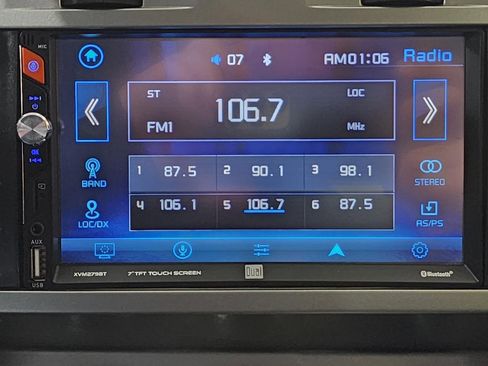 MIC
07 AM01:06 Radio
ST LOC
106.7
FM1 MHz
1 87.5 2 90.1 3 98.1
4 106.1 5 106.7 6 87.5
BAND
STEREO
LOC/DX
AS/PS
AUX
USB
XVM279BT 7" TFT TOUCH SCREEN Dual Bluetooth